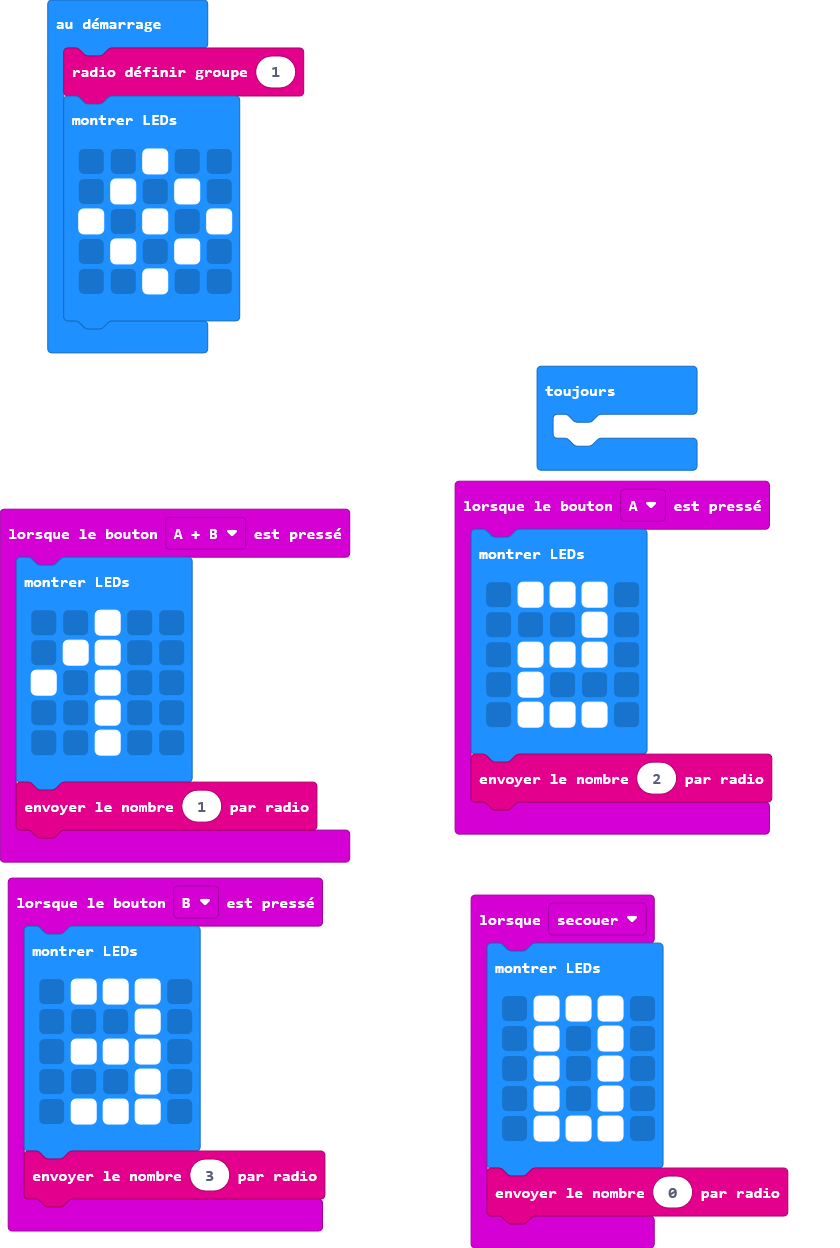 au démarrage
radio définir groupe 1
montrer LEDs
toujours
lorsque le bouton A + B est pressé
montrer LEDs
envoyer le nombre 1 par radio
lorsque le bouton A est pressé
montrer LEDs
envoyer le nombre 2 par radio
lorsque le bouton B est pressé
montrer LEDs
envoyer le nombre 3 par radio
lorsque secouer
montrer LEDs
envoyer le nombre 0 par radio